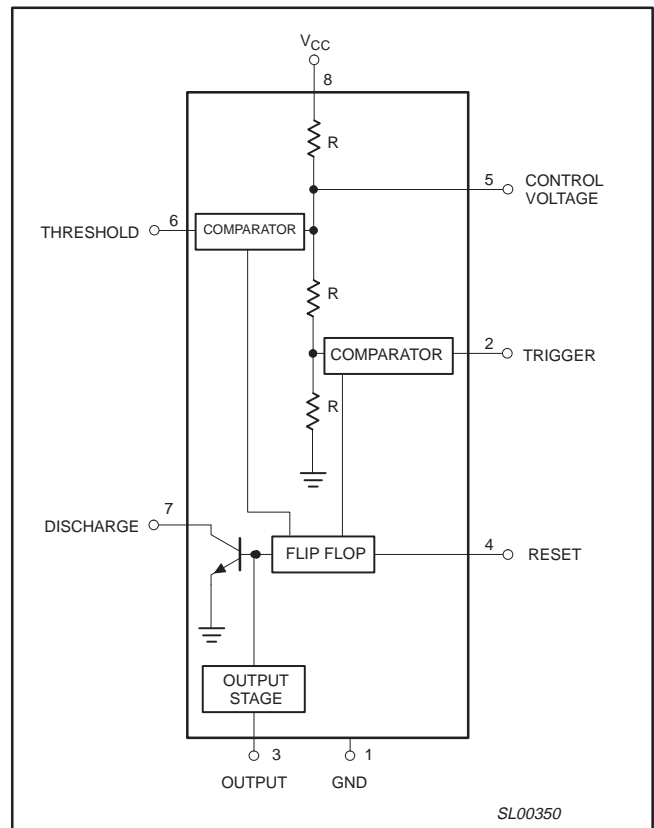 VCC
8
R
5
CONTROL
VOLTAGE
6
THRESHOLD
COMPARATOR
R
2
COMPARATOR
TRIGGER
R
7
DISCHARGE
4
FLIP FLOP
RESET
OUTPUT
STAGE
3
1
OUTPUT
GND
SL00350